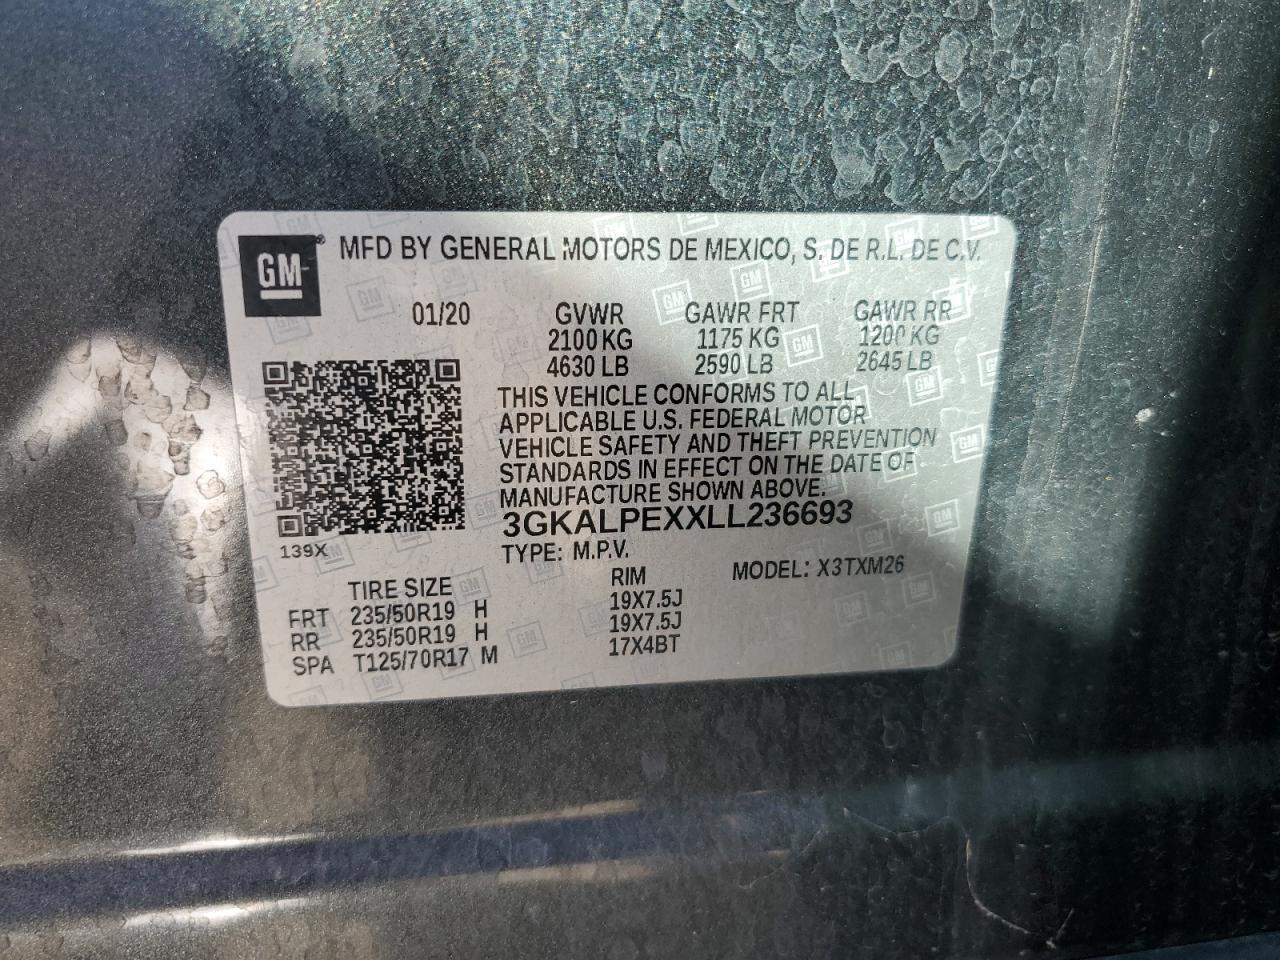 GM ® MFD BY GENERAL MOTORS DE MEXICO, S. DE R.L. DE C.V.
01/20 GVWR GAWR FRT GAWR RR
2100 KG 1175 KG 1200 KG
4630 LB 2590 LB 2645 LB
THIS VEHICLE CONFORMS TO ALL
APPLICABLE U.S. FEDERAL MOTOR
VEHICLE SAFETY AND THEFT PREVENTION
STANDARDS IN EFFECT ON THE DATE OF
MANUFACTURE SHOWN ABOVE.
3GKALPEXXLL236693
139X
TYPE: M.P.V. MODEL: X3TXM26
TIRE SIZE RIM
FRT 235/50R19 H 19X7.5J
RR 235/50R19 H 19X7.5J
SPA T125/70R17 M 17X4BT